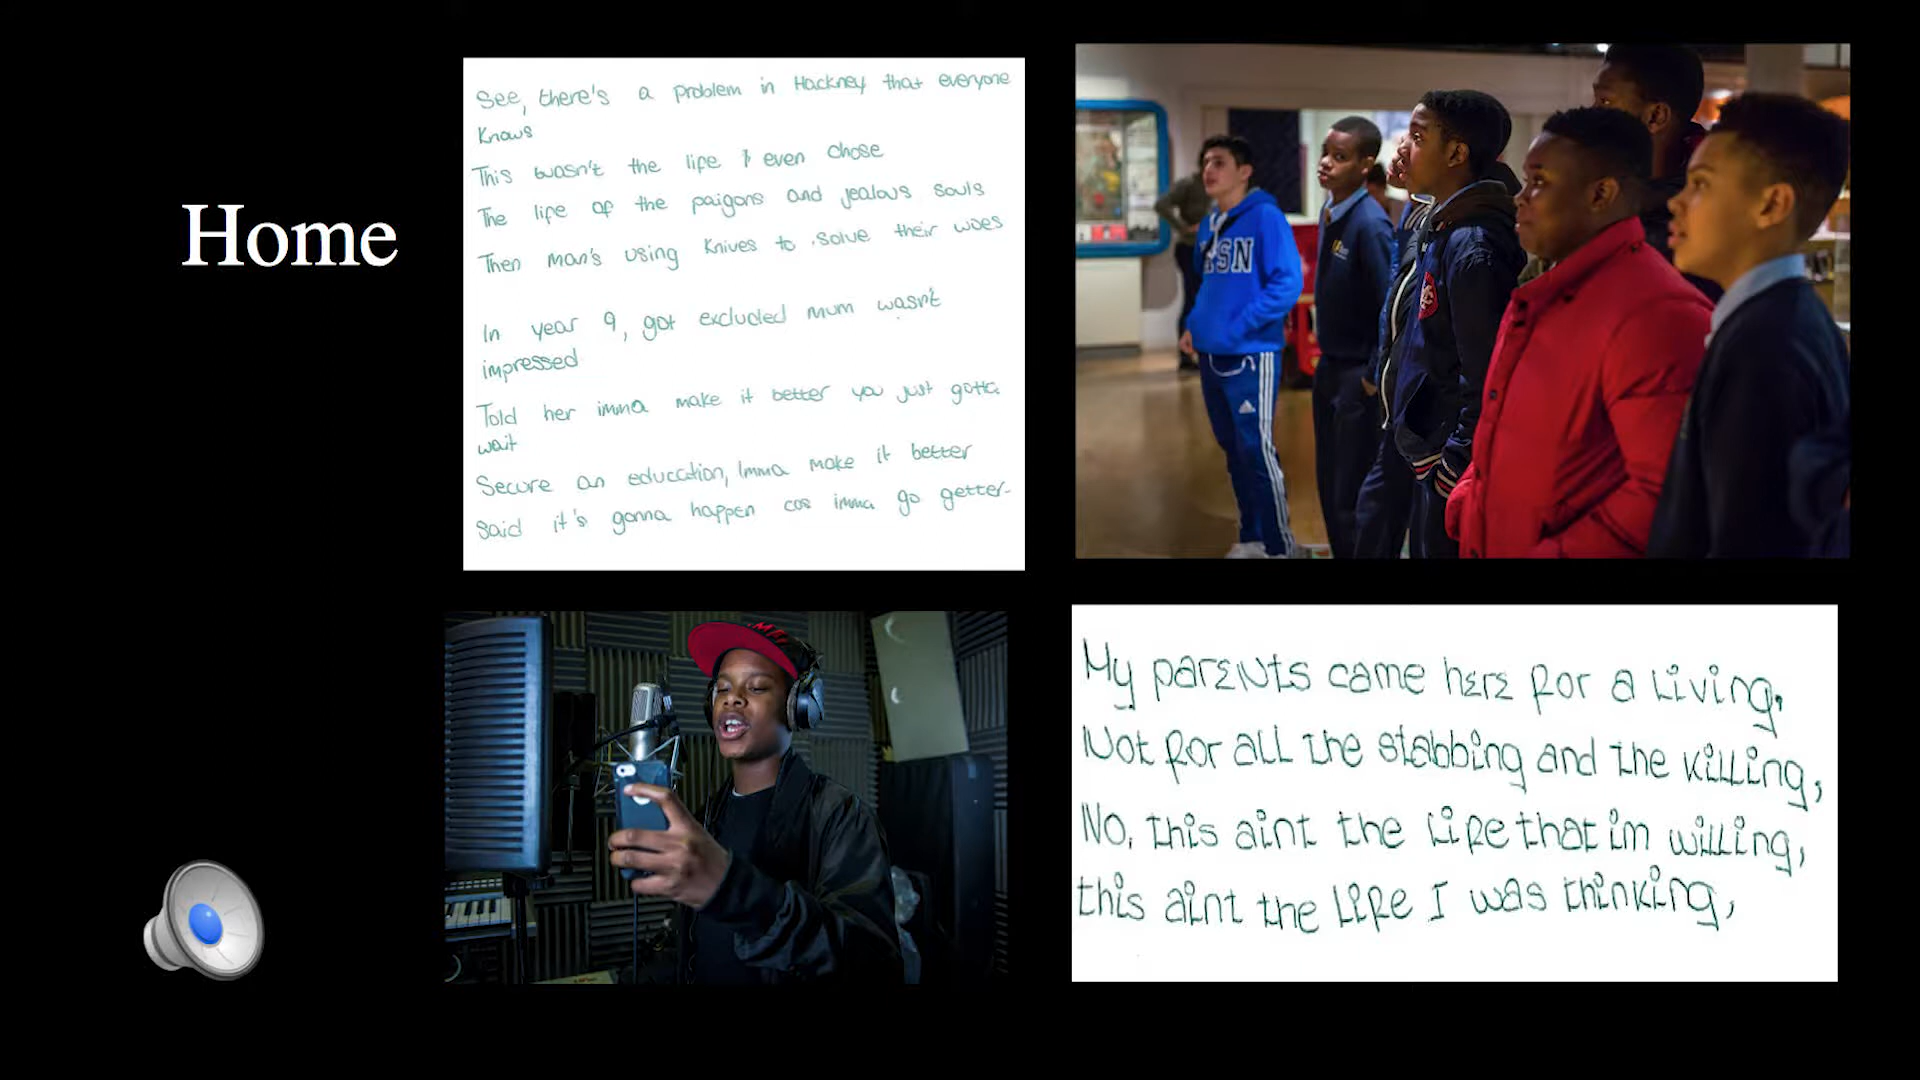 Home
See, there's a problem in Hackney that everyone
knows
This wasn't the life I even chose
The life of the paigons and jealous souls
Then man's using knives to solve their woes
In year 9, got excluded mum wasn't
impressed
Told her imma make it better you just gotta
wait
Secure an education, Imma make it better
Said it's gonna happen cos imma go getter-
SN
My parents came here for a living,
Not for all the stabbing and the killing,
No, this aint the life that im willing,
this aint the life I was thinking,